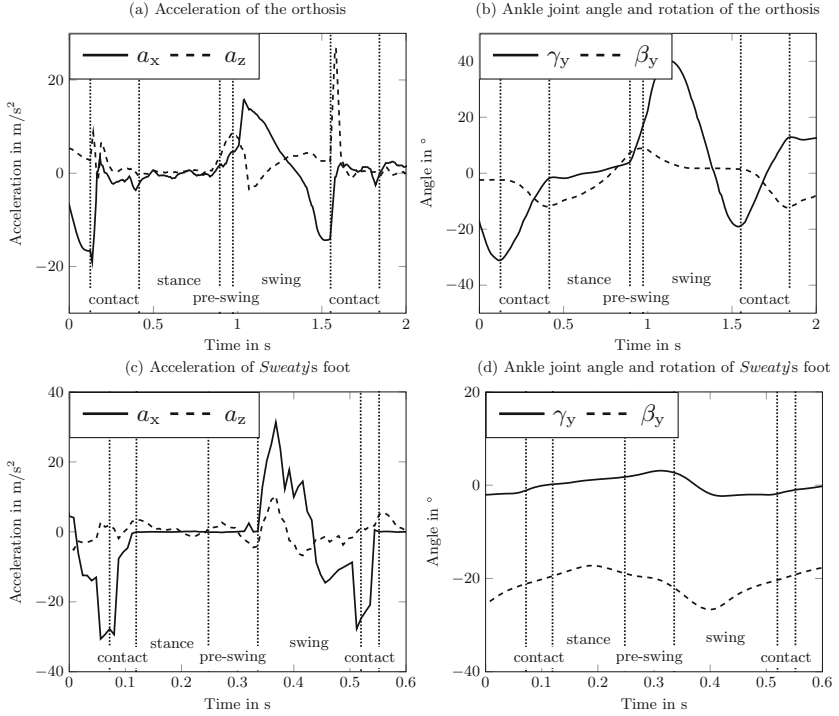 (a) Acceleration of the orthosis
aₓ a_z
20
0
−20
Acceleration in m/s²
contact
stance
pre-swing
swing
contact
0 0.5 1 1.5 2
Time in s
(b) Ankle joint angle and rotation of the orthosis
γ_y β_y
40
20
0
−20
−40
Angle in °
contact
stance
pre-swing
swing
contact
0 0.5 1 1.5 2
Time in s
(c) Acceleration of Sweaty's foot
aₓ a_z
40
20
0
−20
−40
Acceleration in m/s²
contact
stance
pre-swing
swing
contact
0 0.1 0.2 0.3 0.4 0.5 0.6
Time in s
(d) Ankle joint angle and rotation of Sweaty's foot
γ_y β_y
20
0
−20
−40
Angle in °
contact
stance
pre-swing
swing
contact
0 0.1 0.2 0.3 0.4 0.5 0.6
Time in s